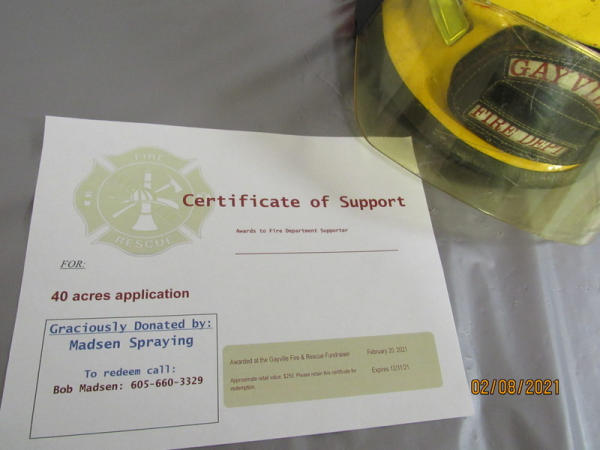 GAYVI
FIRE DEPT
FIRE
RESCUE
Certificate of Support
Awards to Fire Department Supporter
FOR:
40 acres application
Graciously Donated by:
Madsen Spraying
To redeem call:
Bob Madsen: 605-660-3329
Awarded at the Gayville Fire & Rescue Fundraiser February 20, 2021
Approximate retail value: $250. Please retain this certificate for Expires 12/11/21
redemption.
02/08/2021